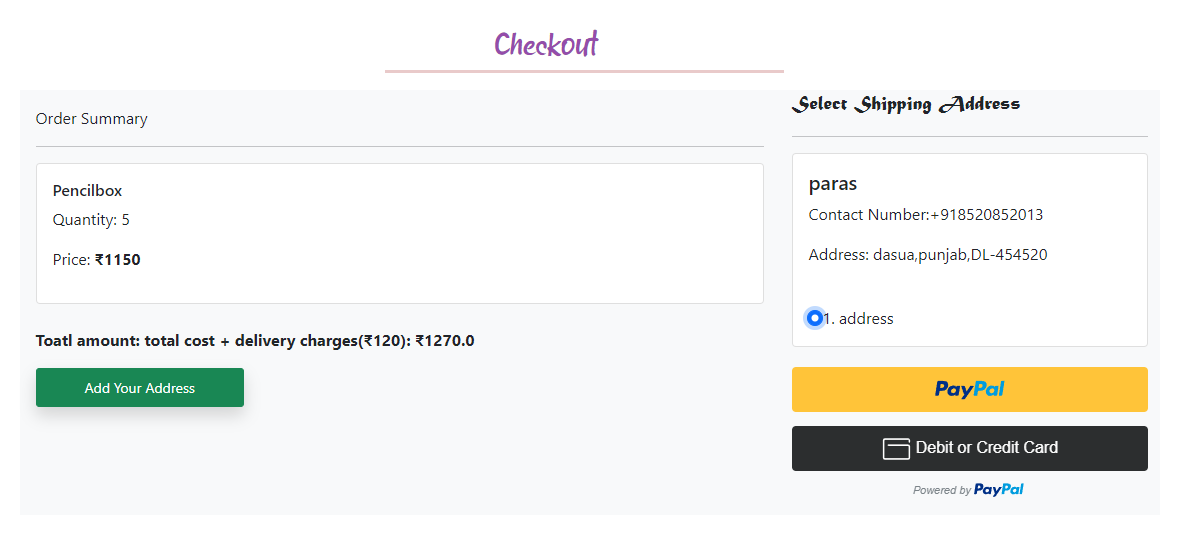 Checkout
Order Summary
Pencilbox
Quantity: 5
Price: ₹1150
Toatl amount: total cost + delivery charges(₹120): ₹1270.0
Add Your Address
Select Shipping Address
paras
Contact Number:+918520852013
Address: dasua,punjab,DL-454520
1. address
PayPal
Debit or Credit Card
Powered by PayPal